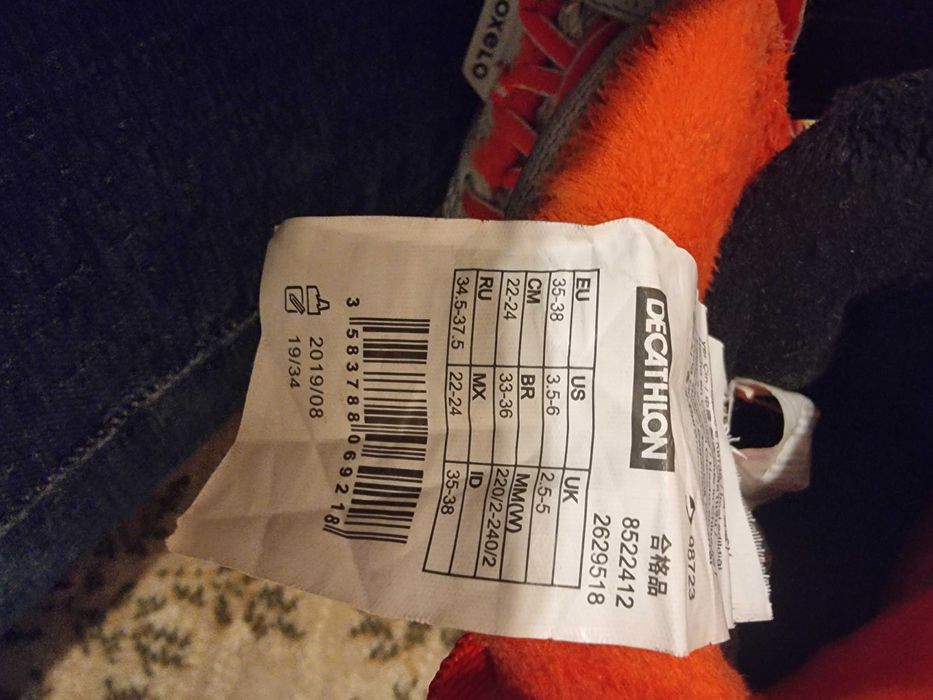 OXELO
98723
DECATHLON
合格品
8522412
2629518
EU US UK
35-38 3.5-6 2.5-5
CM BR MM(W)
22-24 33-36 220/2-240/2
RU MX ID
34.5-37.5 22-24 35-38
3 583788 069218
2019/08
19/34